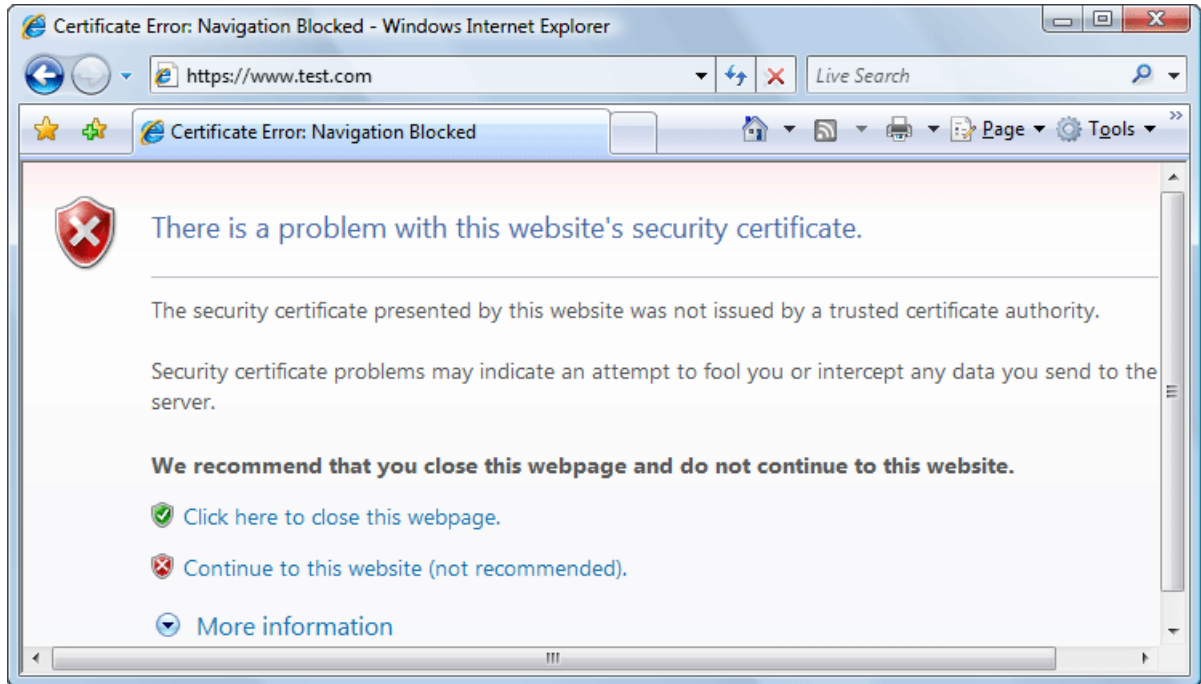 Certificate Error: Navigation Blocked - Windows Internet Explorer
https://www.test.com
Live Search
Certificate Error: Navigation Blocked
Page
Tools
There is a problem with this website's security certificate.
The security certificate presented by this website was not issued by a trusted certificate authority.
Security certificate problems may indicate an attempt to fool you or intercept any data you send to the
server.
We recommend that you close this webpage and do not continue to this website.
Click here to close this webpage.
Continue to this website (not recommended).
More information